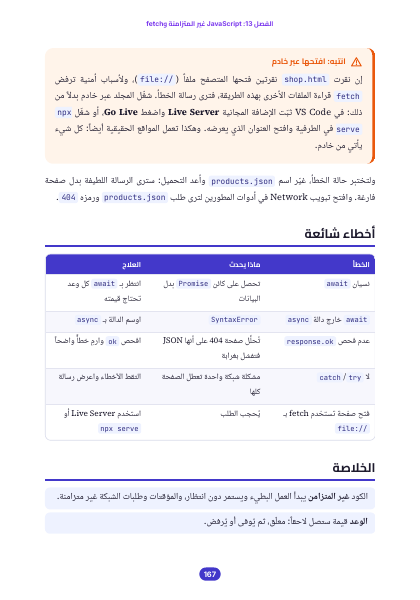 الفصل 13: JavaScript غير المتزامنة وfetch
انتبه: افتحها عبر خادم
إن نقرت shop.html نقرتين فتحها المتصفح ملفاً (file://)، ولأسباب أمنية ترفض
fetch قراءة الملفات الأخرى بهذه الطريقة، فترى رسالة الخطأ. شغّل المجلد عبر خادم بدلاً من
ذلك: في VS Code ثبّت الإضافة المجانية Live Server واضغط Go Live، أو شغّل npx
serve في الطرفية وافتح العنوان الذي يعرضه. وهكذا تعمل المواقع الحقيقية أيضاً: كل شيء
يأتي من خادم.
ولتختبر حالة الخطأ، غيّر اسم products.json وأعد التحميل: سترى الرسالة اللطيفة بدل صفحة
فارغة. وافتح تبويب Network في أدوات المطورين لترى طلب products.json ورمزه 404.
أخطاء شائعة
الخطأ ماذا يحدث العلاج
نسيان await تحصل على كائن Promise بدل انتظر بـ await كل وعد
البيانات تحتاج قيمته
await خارج دالة async SyntaxError اوسم الدالة بـ async
عدم فحص response.ok تُحلَّل صفحة 404 على أنها JSON افحص ok وارمِ خطأً واضحاً
فتفشل بغرابة
لا try / catch مشكلة شبكة واحدة تعطل الصفحة التقط الأخطاء واعرض رسالة
كلها
فتح صفحة تستخدم fetch بـ يُحجب الطلب استخدم Live Server أو
file:// npx serve
الخلاصة
الكود غير المتزامن يبدأ العمل البطيء ويستمر دون انتظار، والمؤقتات وطلبات الشبكة غير متزامنة.
الوعد قيمة ستصل لاحقاً: معلّق، ثم يُوفى أو يُرفض.
167